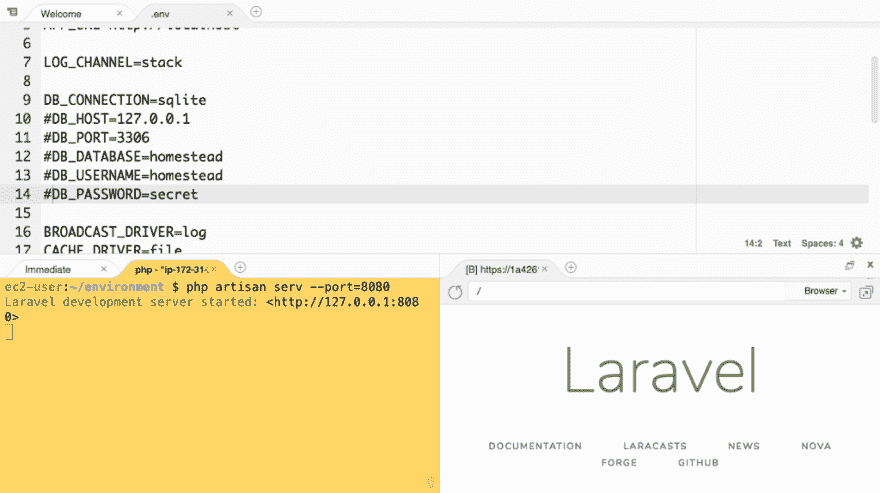 Welcome
.env
6
7 LOG_CHANNEL=stack
8
9 DB_CONNECTION=sqlite
10 #DB_HOST=127.0.0.1
11 #DB_PORT=3306
12 #DB_DATABASE=homestead
13 #DB_USERNAME=homestead
14 #DB_PASSWORD=secret
15
16 BROADCAST_DRIVER=log
17 CACHE_DRIVER=file
14:2 Text Spaces: 4
Immediate
php - "ip-172-31-
ec2-user:~/environment $ php artisan serv --port=8080
Laravel development server started: <http://127.0.0.1:808
0>
[B] https://1a426
/
Browser
Laravel
DOCUMENTATION LARACASTS NEWS NOVA
FORGE GITHUB